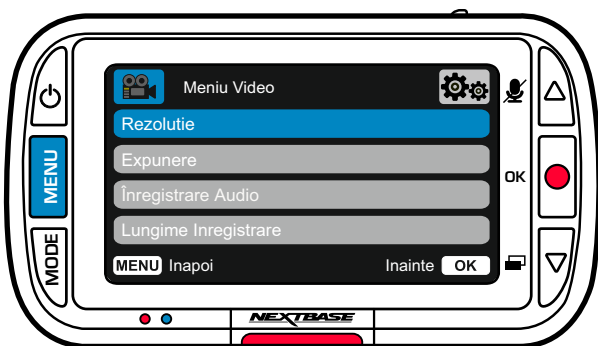 Meniu Video
Rezolutie
Expunere
Înregistrare Audio
Lungime Inregistrare
MENU Inapoi Inainte OK
MENU
MODE
OK
NEXTBASE